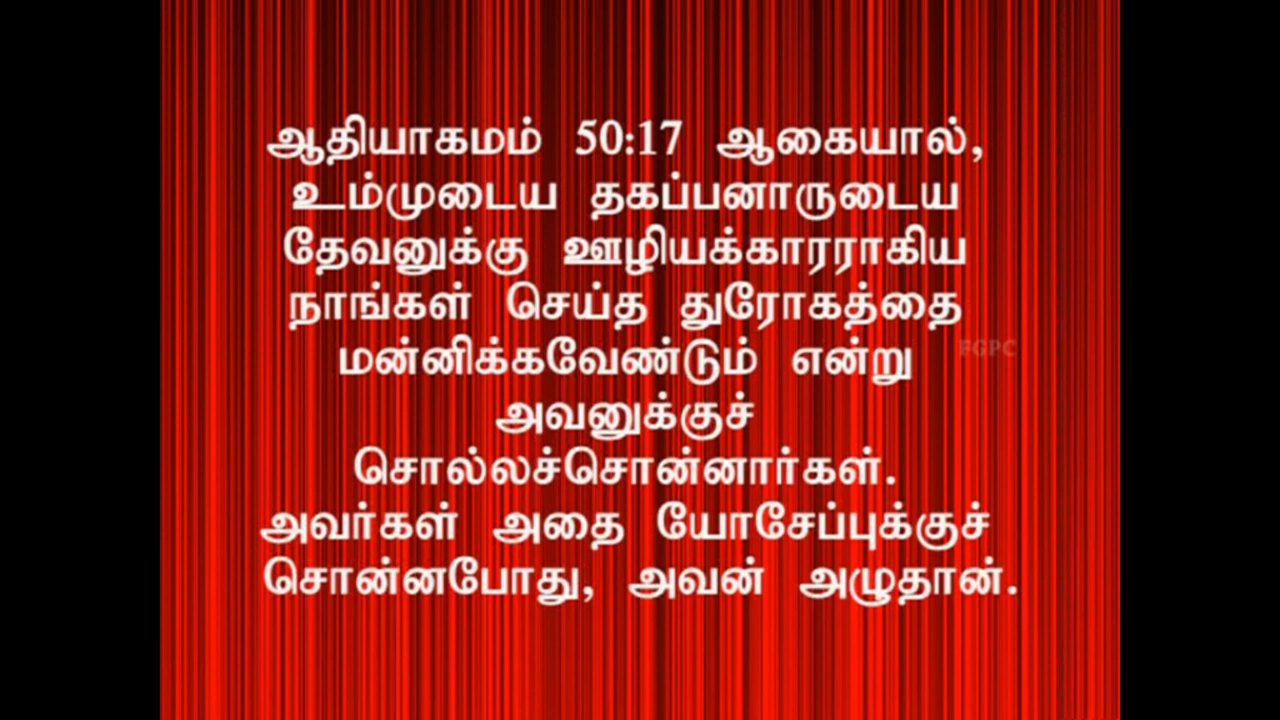 ஆதியாகமம் 50:17 ஆகையால்,
உம்முடைய தகப்பனாருடைய
தேவனுக்கு ஊழியக்காரராகிய
நாங்கள் செய்த துரோகத்தை
மன்னிக்கவேண்டும் என்று
FGPC
அவனுக்குச்
சொல்லச்சொன்னார்கள்.
அவர்கள் அதை யோசேப்புக்குச்
சொன்னபோது, அவன் அழுதான்.